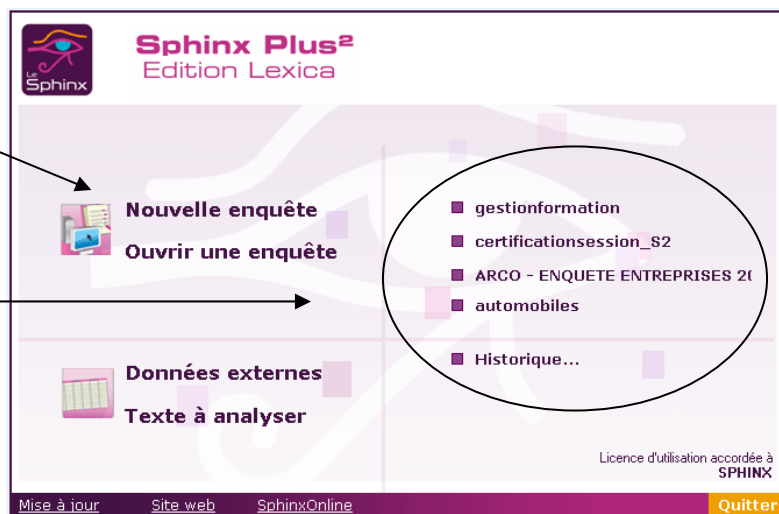 Le
Sphinx
Sphinx Plus²
Edition Lexica
Nouvelle enquête
Ouvrir une enquête
Données externes
Texte à analyser
gestionformation
certificationsession_S2
ARCO - ENQUETE ENTREPRISES 20
automobiles
Historique...
Licence d'utilisation accordée à
SPHINX
Mise à jour Site web SphinxOnline Quitter